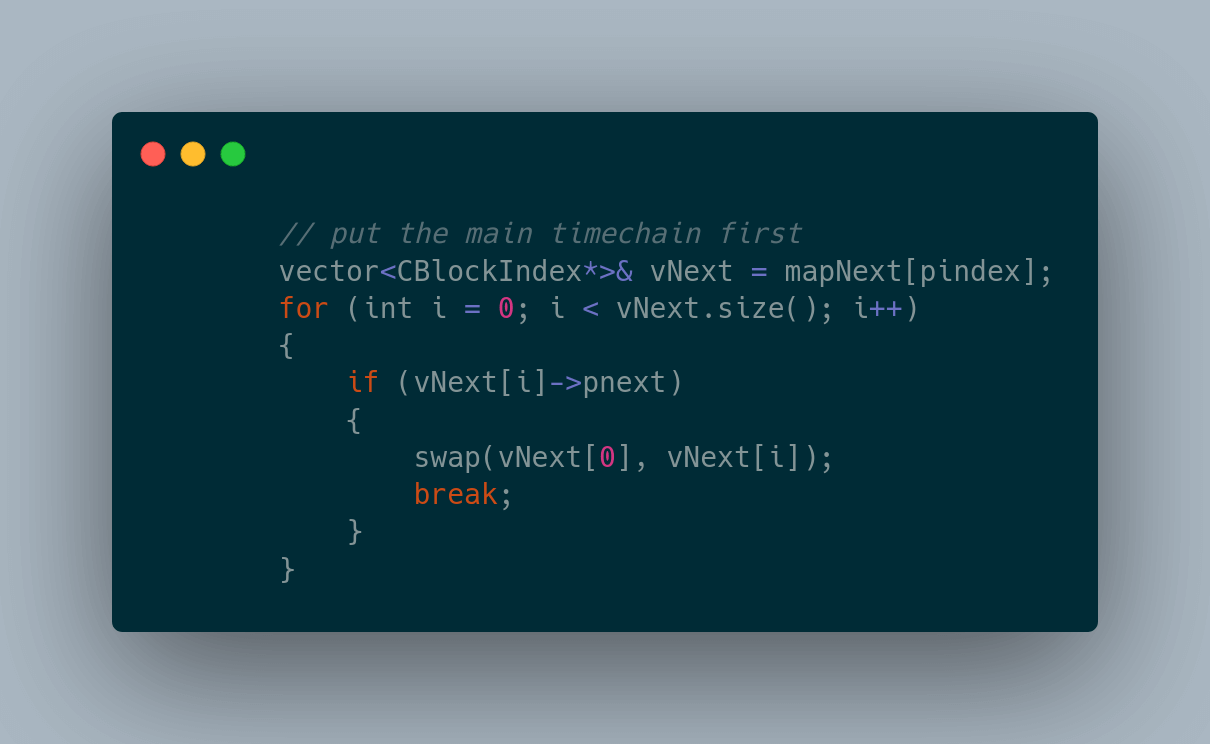 // put the main timechain first
vector<CBlockIndex*>& vNext = mapNext[pindex];
for (int i = 0; i < vNext.size(); i++)
{
    if (vNext[i]->pnext)
    {
        swap(vNext[0], vNext[i]);
        break;
    }
}